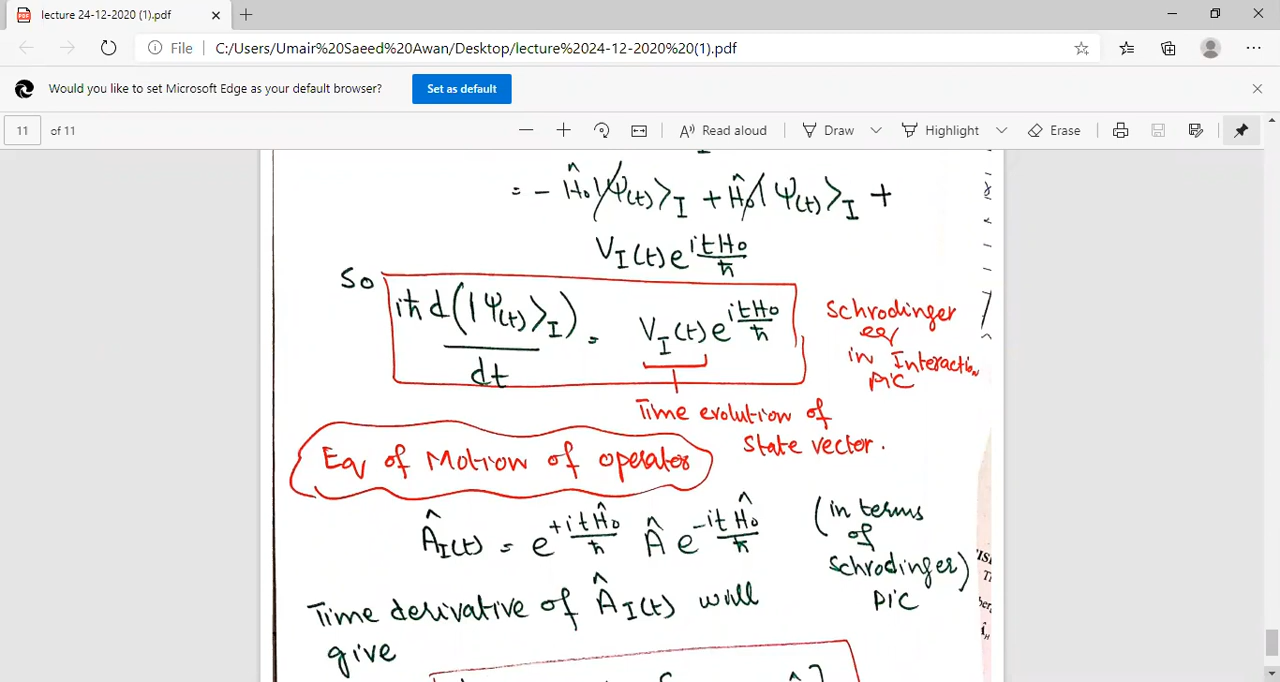 lecture 24-12-2020 (1).pdf
File C:/Users/Umair%20Saeed%20Awan/Desktop/lecture%2024-12-2020%20(1).pdf
Would you like to set Microsoft Edge as your default browser? Set as default
11 of 11 Read aloud Draw Highlight Erase
= - Ĥ₀|Ψ(t)>_I + Ĥ₀|Ψ(t)>_I +
V_I(t) e^{itH₀/ħ}
So
iħ d(|Ψ(t)>_I)/dt = V_I(t) e^{itH₀/ħ}
Schrodinger
eq
in Interaction
Pic
Time evolution of
state vector.
Eq of Motion of operator
Â_I(t) = e^{+itĤ₀/ħ} Â e^{-itĤ₀/ħ}
(in terms
of
Schrodinger)
Pic
Time derivative of Â_I(t) will
give